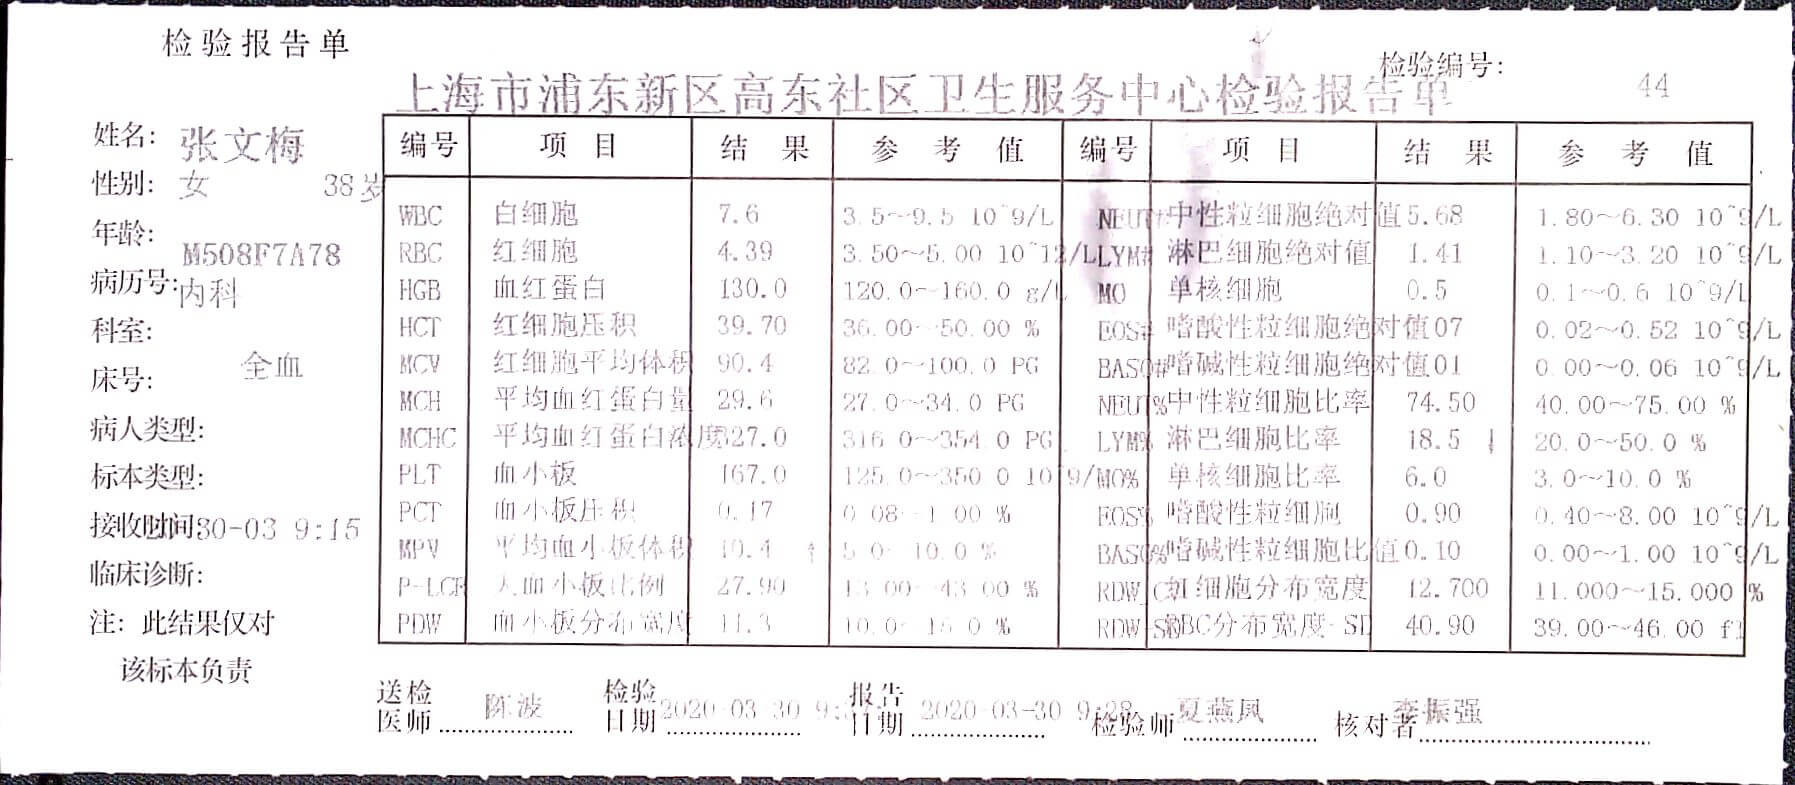 检验报告单
检验编号: 44
上海市浦东新区高东社区卫生服务中心检验报告单
姓名: 张文梅
性别: 女 38岁
年龄:
M508F7A78
病历号: 内科
科室:
床号: 全血
病人类型:
标本类型:
接收时间: 30-03 9:15
临床诊断:
注: 此结果仅对
该标本负责
编号 项目 结果 参考值 编号 项目 结果 参考值
WBC 白细胞 7.6 3.5~9.5 10^9/L NEUT# 中性粒细胞绝对值 5.68 1.80~6.30 10^9/L
RBC 红细胞 4.39 3.50~5.00 10^12/L LYM# 淋巴细胞绝对值 1.41 1.10~3.20 10^9/L
HGB 血红蛋白 130.0 120.0~160.0 g/L MO 单核细胞 0.5 0.1~0.6 10^9/L
HCT 红细胞压积 39.70 36.00~50.00 % EOS# 嗜酸性粒细胞绝对值 07 0.02~0.52 10^9/L
MCV 红细胞平均体积 90.4 82.0~100.0 PG BASO# 嗜碱性粒细胞绝对值 01 0.00~0.06 10^9/L
MCH 平均血红蛋白量 29.6 27.0~34.0 PG NEUT% 中性粒细胞比率 74.50 40.00~75.00 %
MCHC 平均血红蛋白浓度 327.0 316.0~354.0 PG LYM% 淋巴细胞比率 18.5 ↓ 20.0~50.0 %
PLT 血小板 167.0 125.0~350.0 10^9/L MO% 单核细胞比率 6.0 3.0~10.0 %
PCT 血小板压积 0.17 0.08~1.00 % EOS% 嗜酸性粒细胞 0.90 0.40~8.00 10^9/L
MPV 平均血小板体积 10.4 ↑ 5.0~10.0 % BASO% 嗜碱性粒细胞比值 0.10 0.00~1.00 10^9/L
P-LCR 大血小板比例 27.90 13.00~43.00 % RDW_CV 红细胞分布宽度 12.700 11.000~15.000 %
PDW 血小板分布宽度 11.3 10.0~15.0 % RDW-SD RBC分布宽度-SD 40.90 39.00~46.00 fl
送检医师 陈波 检验日期 2020-03-30 报告日期 2020-03-30 9:28 检验师 夏燕凤 核对者 李振强